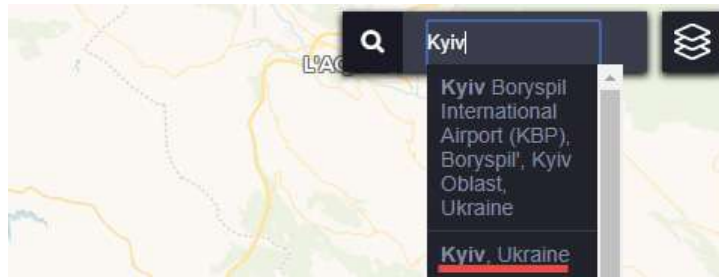 Kyiv
L'AQ
Kyiv Boryspil
International
Airport (KBP),
Boryspil', Kyiv
Oblast,
Ukraine
Kyiv, Ukraine